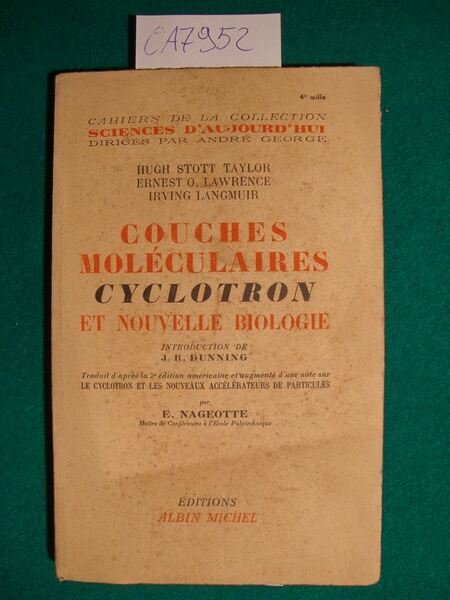 CA7952
4e mille
CAHIERS DE LA COLLECTION
SCIENCES D'AUJOURD'HUI
DIRIGÉS PAR ANDRÉ GEORGE
HUGH STOTT TAYLOR
ERNEST O. LAWRENCE
IRVING LANGMUIR
COUCHES
MOLÉCULAIRES
CYCLOTRON
ET NOUVELLE BIOLOGIE
INTRODUCTION DE
J. R. DUNNING
Traduit d'après la 2e édition américaine et augmenté d'une note sur
LE CYCLOTRON ET LES NOUVEAUX ACCÉLÉRATEURS DE PARTICULES
par
E. NAGEOTTE
Maître de Conférences à l'École Polytechnique
ÉDITIONS
ALBIN MICHEL